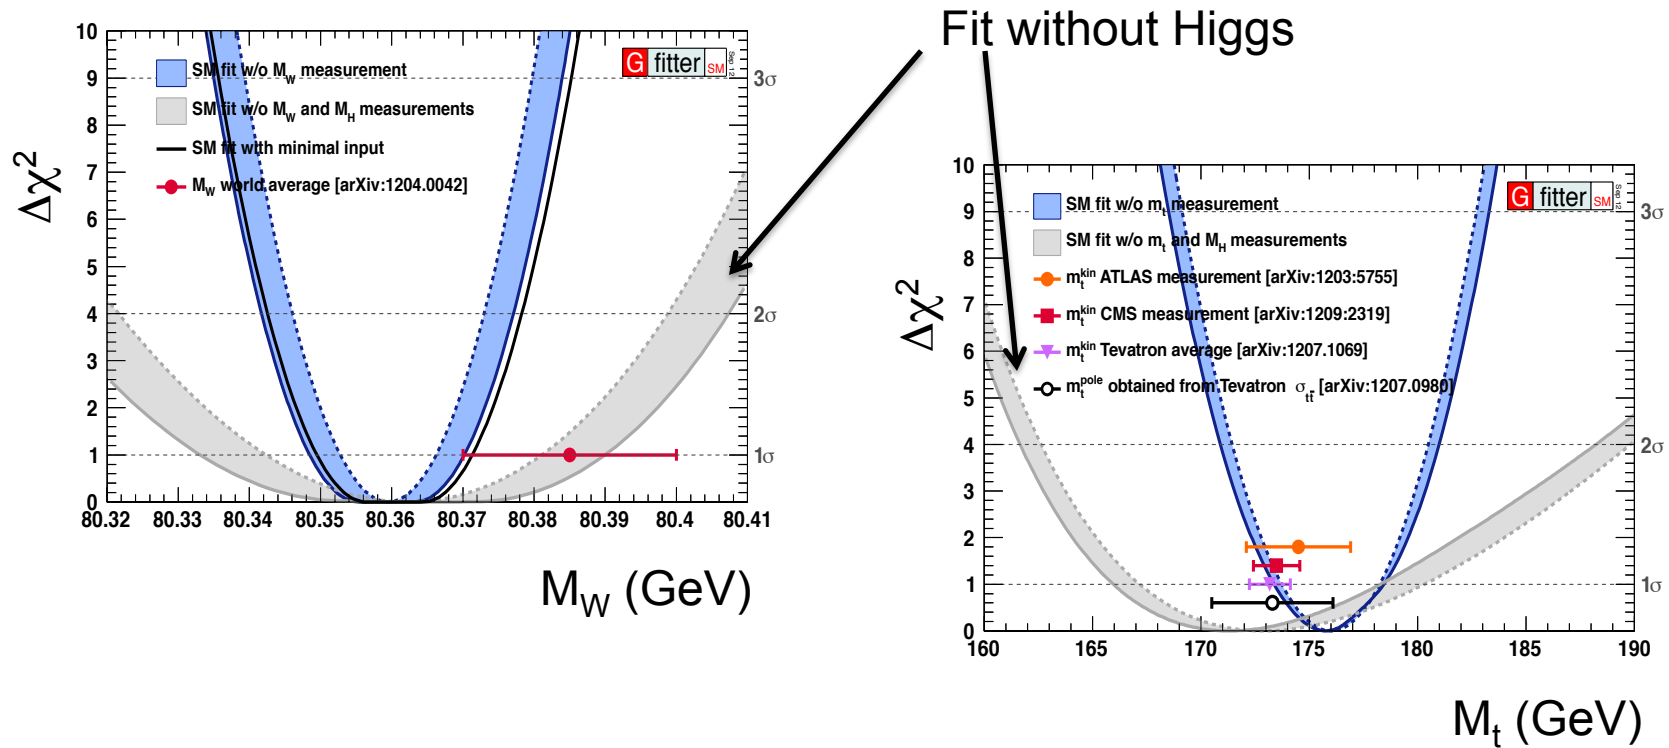 Fit without Higgs
10
9
8
7
6
5
4
3
2
1
0
Δχ²
SM fit w/o M_W measurement
SM fit w/o M_W and M_H measurements
SM fit with minimal input
M_W world average [arXiv:1204.0042]
G fitter SM
Sep 12
3σ
2σ
1σ
80.32 80.33 80.34 80.35 80.36 80.37 80.38 80.39 80.4 80.41
M_W (GeV)
10
9
8
7
6
5
4
3
2
1
0
Δχ²
SM fit w/o m_t measurement
SM fit w/o m_t and M_H measurements
m_t^kin ATLAS measurement [arXiv:1203:5755]
m_t^kin CMS measurement [arXiv:1209:2319]
m_t^kin Tevatron average [arXiv:1207.1069]
m_t^pole obtained from Tevatron σ_tt̄ [arXiv:1207.0980]
G fitter SM
Sep 12
3σ
2σ
1σ
160 165 170 175 180 185 190
M_t (GeV)